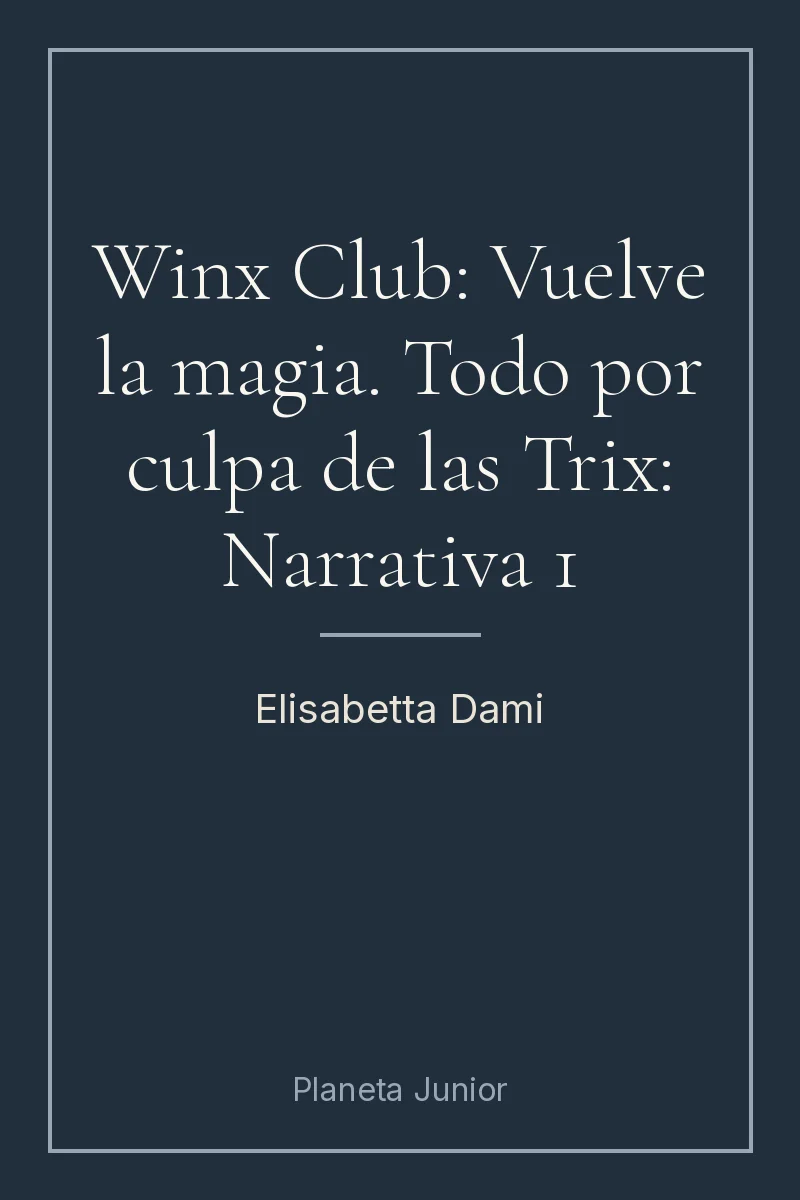 Winx Club: Vuelve
la magia. Todo por
culpa de las Trix:
Narrativa 1
Elisabetta Dami
Planeta Junior